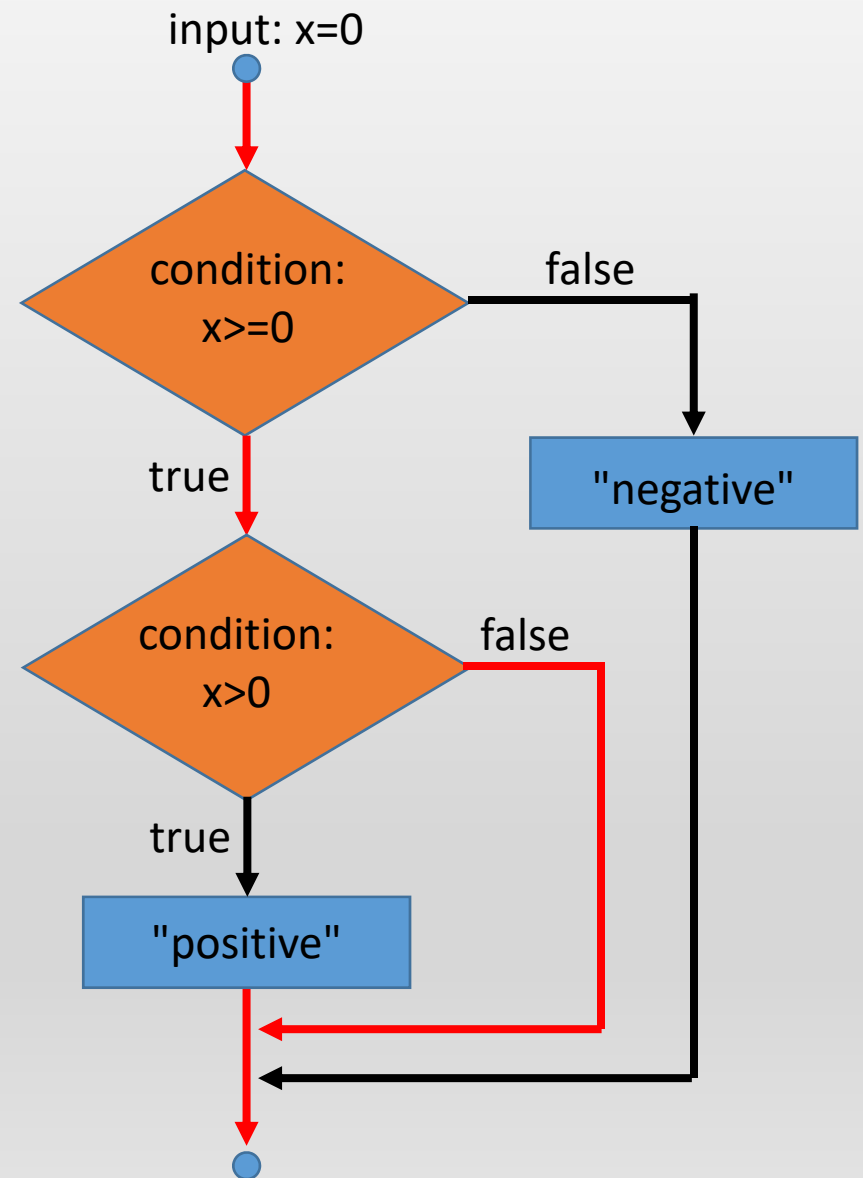 input: x=0
condition:
x>=0
false
true
"negative"
condition:
x>0
false
true
"positive"